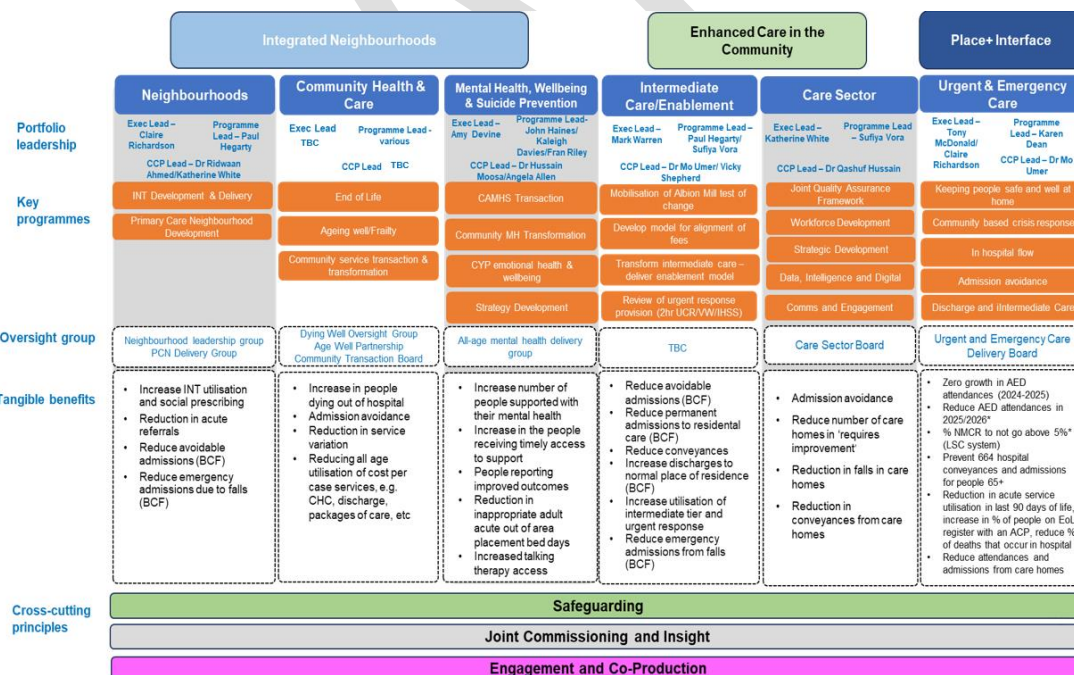 Integrated Neighbourhoods
Enhanced Care in the
Community
Place+ Interface
Neighbourhoods
Community Health &
Care
Mental Health, Wellbeing
& Suicide Prevention
Intermediate
Care/Enablement
Care Sector
Urgent & Emergency
Care
Portfolio
leadership
Exec Lead –
Claire
Richardson
Programme
Lead – Paul
Hegarty
CCP Lead – Dr Ridwaan
Ahmed/Katherine White
Exec Lead
TBC
Programme Lead -
various
CCP Lead TBC
Exec Lead –
Amy Devine
Programme Lead-
John Haines/
Kaleigh
Davies/Fran Riley
CCP Lead – Dr Hussain
Moosa/Angela Allen
Exec Lead –
Mark Warren
Programme Lead –
Paul Hegarty/
Sufiya Vora
CCP Lead – Dr Mo Umer/ Vicky
Shepherd
Exec Lead –
Katherine White
Programme Lead
– Sufiya Vora
CCP Lead – Dr Qashuf Hussain
Exec Lead –
Tony
McDonald/
Claire
Richardson
Programme
Lead – Karen
Dean
CCP Lead – Dr Mo
Umer
Key
programmes
INT Development & Delivery
Primary Care Neighbourhood
Development
End of Life
Ageing well/Frailty
Community service transaction &
transformation
CAMHS Transaction
Community MH Transformation
CYP emotional health &
wellbeing
Strategy Development
Mobilisation of Albion Mill test of
change
Develop model for alignment of
fees
Transform intermediate care –
deliver enablement model
Review of urgent response
provision (2hr UCR/VW/IHSS)
Joint Quality Assurance
Framework
Workforce Development
Strategic Development
Data, Intelligence and Digital
Comms and Engagement
Keeping people safe and well at
home
Community based crisis response
In hospital flow
Admission avoidance
Discharge and iIntermediate Care
Oversight group
Neighbourhood leadership group
PCN Delivery Group
Dying Well Oversight Group
Age Well Partnership
Community Transaction Board
All-age mental health delivery
group
TBC
Care Sector Board
Urgent and Emergency Care
Delivery Board
Tangible benefits
• Increase INT utilisation
and social prescribing
• Reduction in acute
referrals
• Reduce avoidable
admissions (BCF)
• Reduce emergency
admissions due to falls
(BCF)
• Increase in people
dying out of hospital
• Admission avoidance
• Reduction in service
variation
• Reducing all age
utilisation of cost per
case services, e.g.
CHC, discharge,
packages of care, etc
• Increase number of
people supported with
their mental health
• Increase in the people
receiving timely access
to support
• People reporting
improved outcomes
• Reduction in
inappropriate adult
acute out of area
placement bed days
• Increased talking
therapy access
• Reduce avoidable
admissions (BCF)
• Reduce permanent
admissions to residental
care (BCF)
• Reduce conveyances
• Increase discharges to
normal place of residence
(BCF)
• Increase utilisation of
intermediate tier and
urgent response
• Reduce emergency
admissions from falls
(BCF)
• Admission avoidance
• Reduce number of care
homes in 'requires
improvement'
• Reduction in falls in care
homes
• Reduction in
conveyances from care
homes
• Zero growth in AED
attendances (2024-2025)
• Reduce AED attendances in
2025/2026*
• % NMCR to not go above 5%*
(LSC system)
• Prevent 664 hospital
conveyances and admissions
for people 65+
• Reduction in acute service
utilisation in last 90 days of life,
increase in % of people on EoL
register with an ACP, reduce %
of deaths that occur in hospital
• Reduce attendances and
admissions from care homes
Cross-cutting
principles
Safeguarding
Joint Commissioning and Insight
Engagement and Co-Production